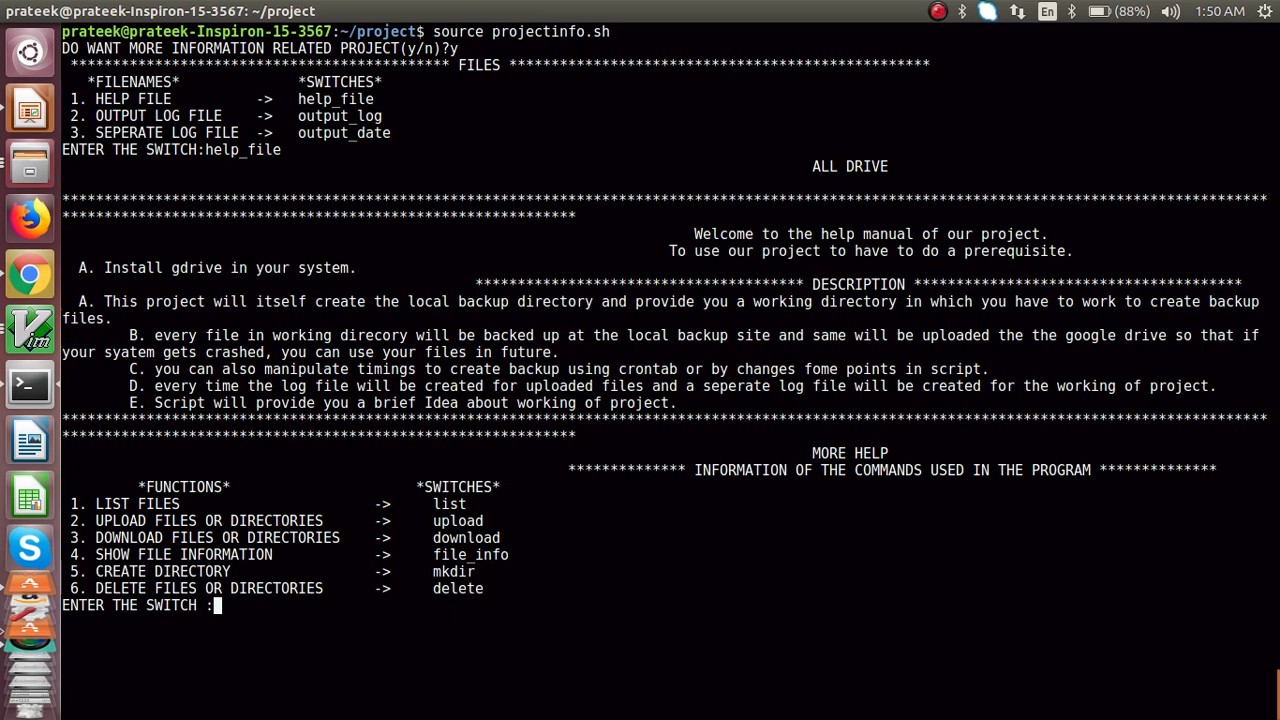 prateek@prateek-Inspiron-15-3567: ~/project
En
(88%)
1:50 AM
prateek@prateek-Inspiron-15-3567:~/project$ source projectinfo.sh
DO WANT MORE INFORMATION RELATED PROJECT(y/n)?y
********************************************* FILES **************************************************
*FILENAMES* *SWITCHES*
1. HELP FILE -> help_file
2. OUTPUT LOG FILE -> output_log
3. SEPERATE LOG FILE -> output_date
ENTER THE SWITCH:help_file
ALL DRIVE
***********************************************************************************************************************************************
*************************************************************
Welcome to the help manual of our project.
To use our project to have to do a prerequisite.
A. Install gdrive in your system.
*************************************** DESCRIPTION ***************************************
A. This project will itself create the local backup directory and provide you a working directory in which you have to work to create backup
files.
B. every file in working direcory will be backed up at the local backup site and same will be uploaded the the google drive so that if
your syatem gets crashed, you can use your files in future.
C. you can also manipulate timings to create backup using crontab or by changes fome points in script.
D. every time the log file will be created for uploaded files and a seperate log file will be created for the working of project.
E. Script will provide you a brief Idea about working of project.
***********************************************************************************************************************************************
*************************************************************
MORE HELP
************** INFORMATION OF THE COMMANDS USED IN THE PROGRAM **************
*FUNCTIONS* *SWITCHES*
1. LIST FILES -> list
2. UPLOAD FILES OR DIRECTORIES -> upload
3. DOWNLOAD FILES OR DIRECTORIES -> download
4. SHOW FILE INFORMATION -> file_info
5. CREATE DIRECTORY -> mkdir
6. DELETE FILES OR DIRECTORIES -> delete
ENTER THE SWITCH :